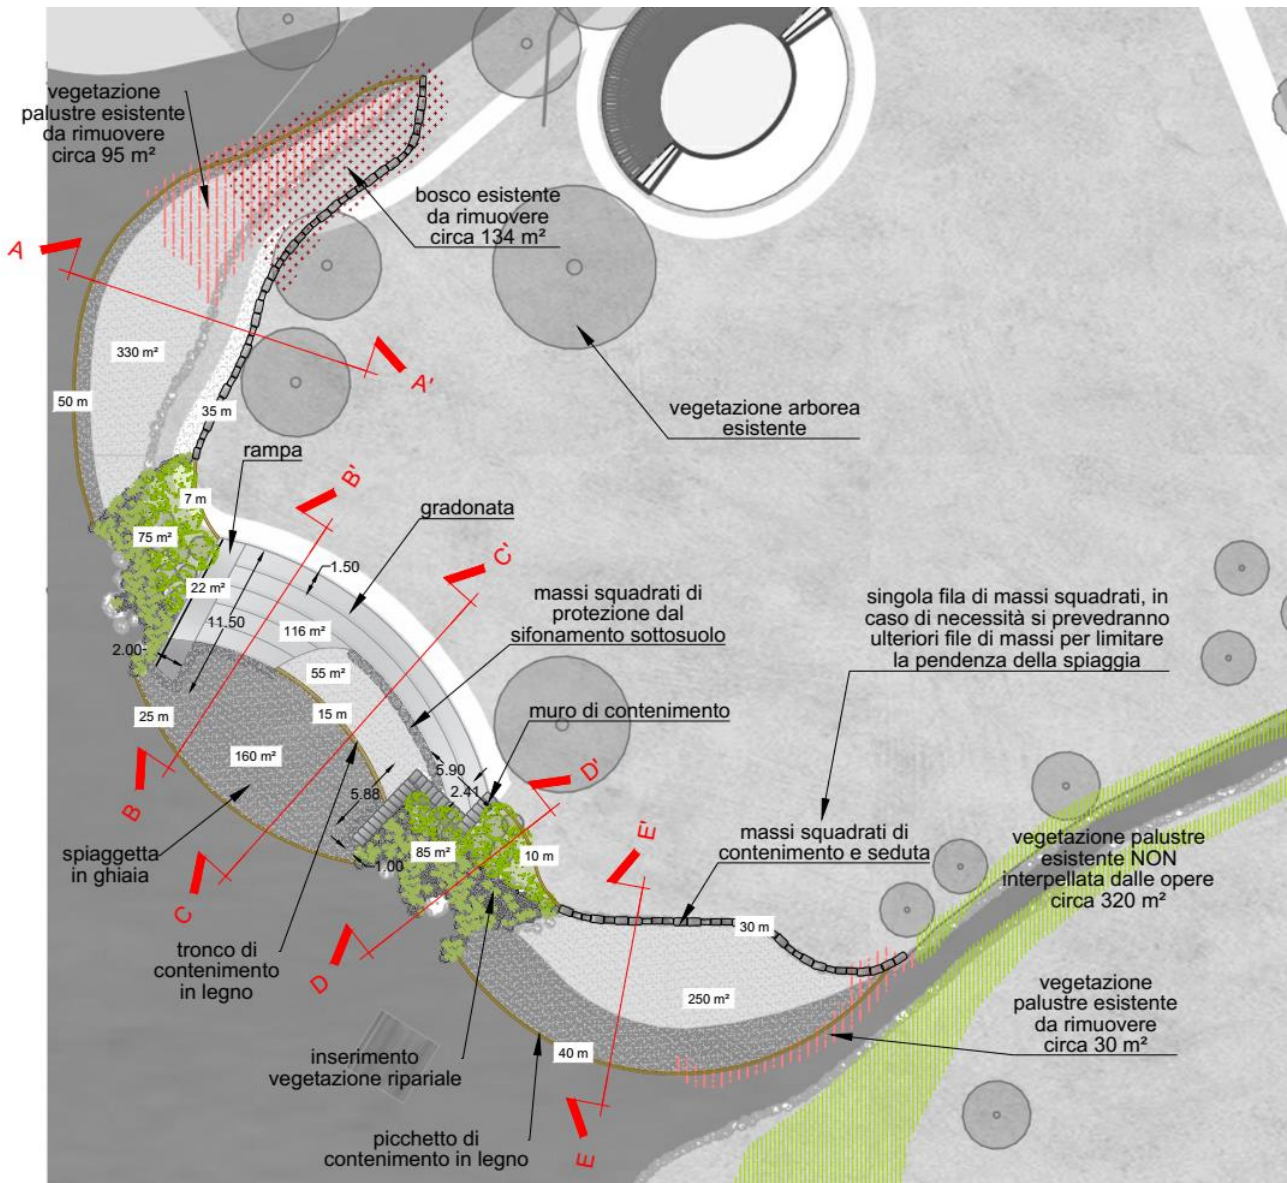 vegetazione
palustre esistente
da rimuovere
circa 95 m²
bosco esistente
da rimuovere
circa 134 m²
A
A'
330 m²
50 m
35 m
vegetazione arborea
esistente
rampa
B'
7 m
gradonata
75 m²
C'
1.50
22 m²
massi squadrati di
protezione dal
sifonamento sottosuolo
singola fila di massi squadrati, in
caso di necessità si prevedranno
ulteriori file di massi per limitare
la pendenza della spiaggia
11.50
116 m²
2.00
55 m²
25 m
15 m
muro di contenimento
160 m²
5.90
D'
5.88
2.41
B
E'
massi squadrati di
contenimento e seduta
vegetazione palustre
esistente NON
interpellata dalle opere
circa 320 m²
spiaggetta
in ghiaia
85 m²
10 m
1.00
C
30 m
tronco di
contenimento
in legno
D
250 m²
vegetazione
palustre esistente
da rimuovere
circa 30 m²
inserimento
vegetazione ripariale
40 m
picchetto di
contenimento in legno
E